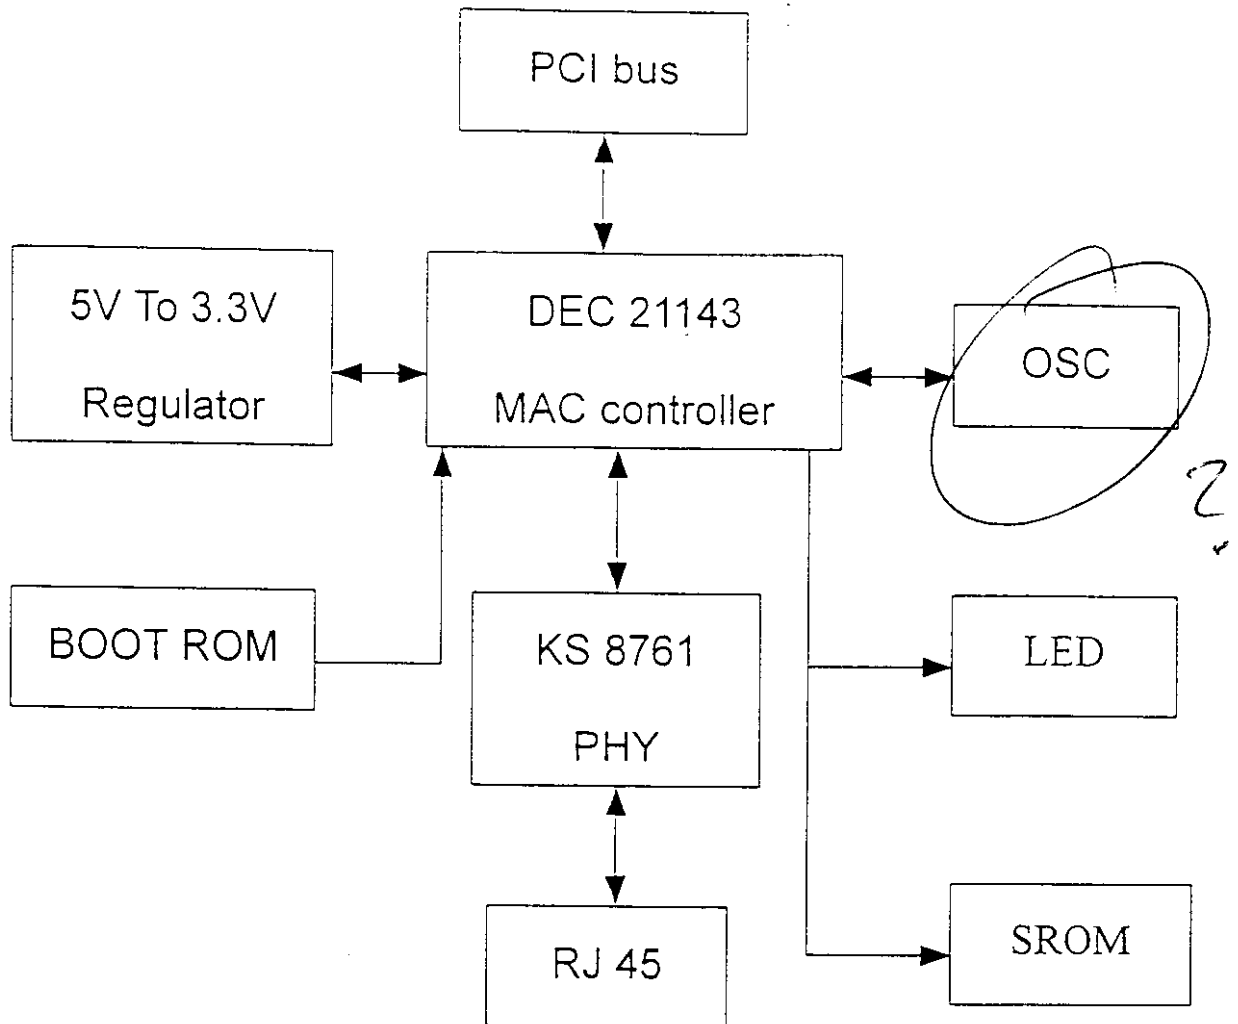 PCI bus
5V To 3.3V
Regulator
DEC 21143
MAC controller
OSC
?
BOOT ROM
KS 8761
PHY
LED
RJ 45
SROM